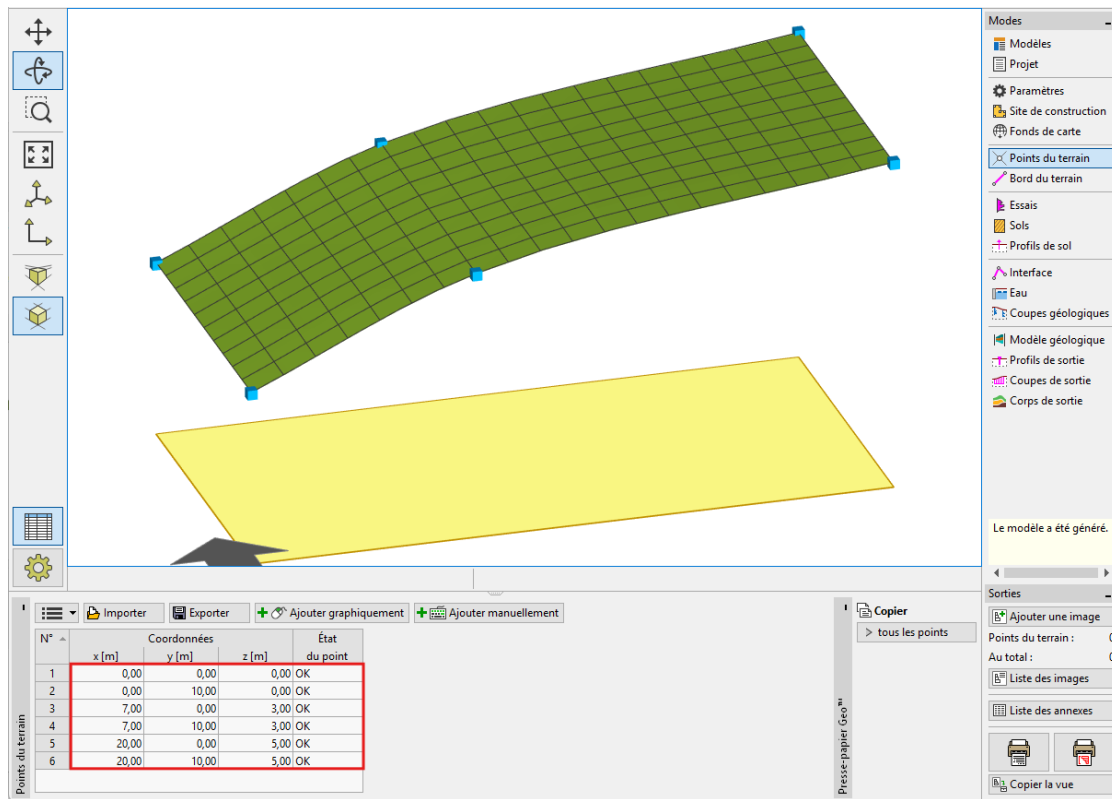 Modes
Modèles
Projet
Paramètres
Site de construction
Fonds de carte
Points du terrain
Bord du terrain
Essais
Sols
Profils de sol
Interface
Eau
Coupes géologiques
Modèle géologique
Profils de sortie
Coupes de sortie
Corps de sortie
Le modèle a été généré.
Points du terrain
Importer Exporter Ajouter graphiquement Ajouter manuellement
N° Coordonnées État
x [m] y [m] z [m] du point
1 0,00 0,00 0,00 OK
2 0,00 10,00 0,00 OK
3 7,00 0,00 3,00 OK
4 7,00 10,00 3,00 OK
5 20,00 0,00 5,00 OK
6 20,00 10,00 5,00 OK
Presse-papier Geo™
Copier
> tous les points
Sorties
Ajouter une image
Points du terrain : 0
Au total : 0
Liste des images
Liste des annexes
Copier la vue